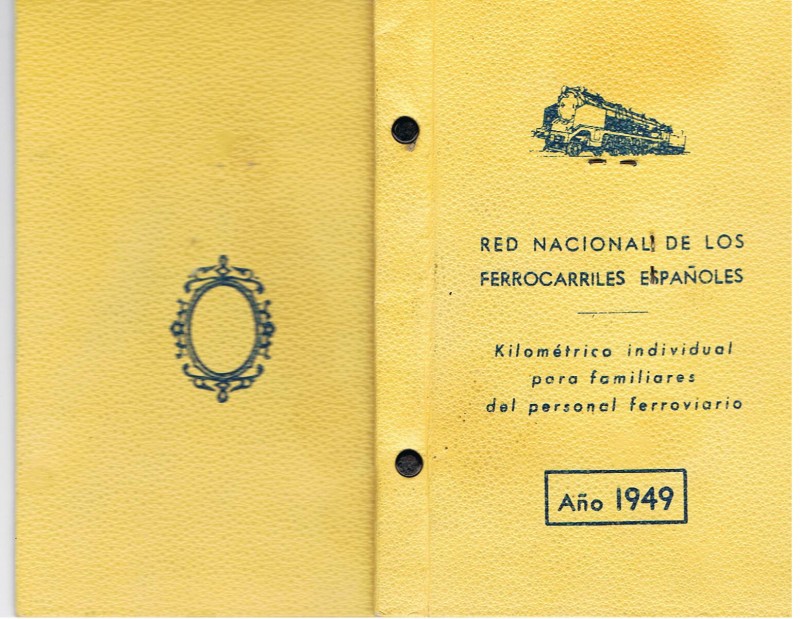 RED NACIONAL DE LOS
FERROCARRILES ESPAÑOLES
Kilométrico individual
para familiares
del personal ferroviario
Año 1949